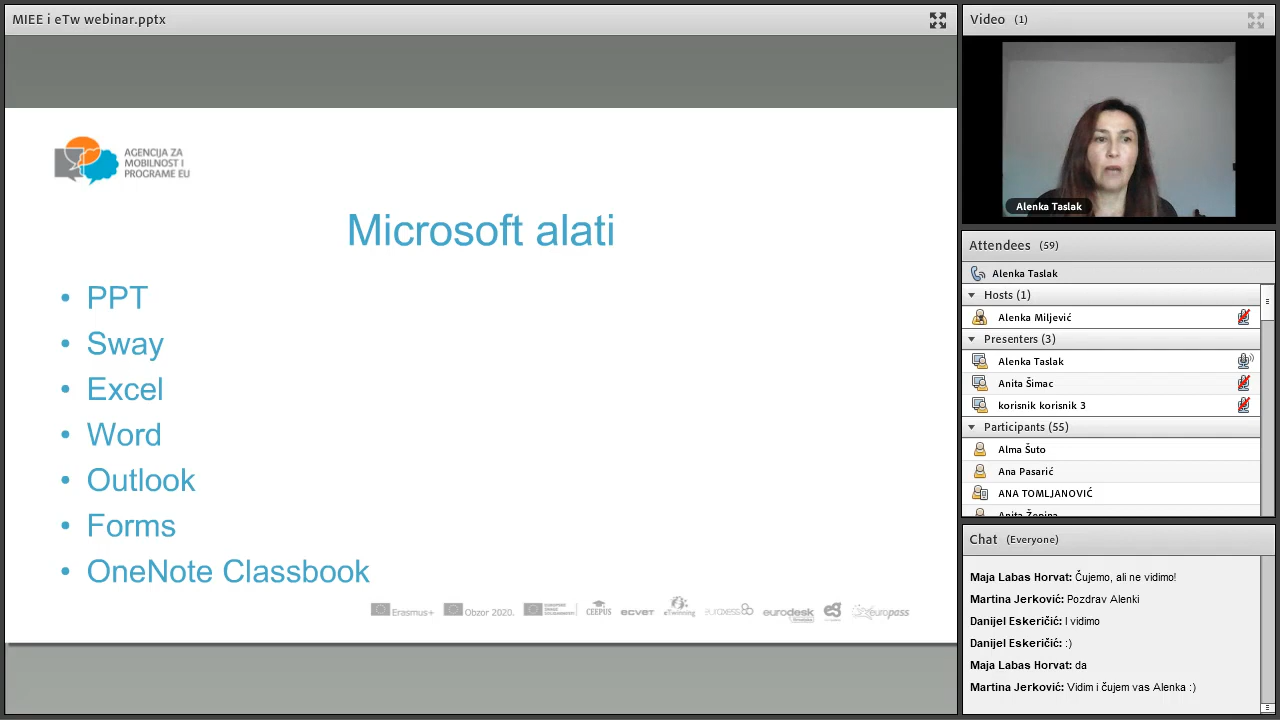 MIEE i eTw webinar.pptx
AGENCIJA ZA
MOBILNOST I
PROGRAME EU
Microsoft alati
• PPT
• Sway
• Excel
• Word
• Outlook
• Forms
• OneNote Classbook
Erasmus+
Obzor 2020.
CEEPUS
ECVET
eTwinning
euraxess
eurodesk
europass
Video (1)
Alenka Taslak
Attendees (59)
Alenka Taslak
Hosts (1)
Alenka Miljević
Presenters (3)
Alenka Taslak
Anita Šimac
korisnik korisnik 3
Participants (55)
Alma Šuto
Ana Pasarić
ANA TOMLJANOVIĆ
Chat (Everyone)
Maja Labas Horvat: Čujemo, ali ne vidimo!
Martina Jerković: Pozdrav Alenki
Danijel Eskeričić: I vidimo
Danijel Eskeričić: :)
Maja Labas Horvat: da
Martina Jerković: Vidim i čujem vas Alenka :)